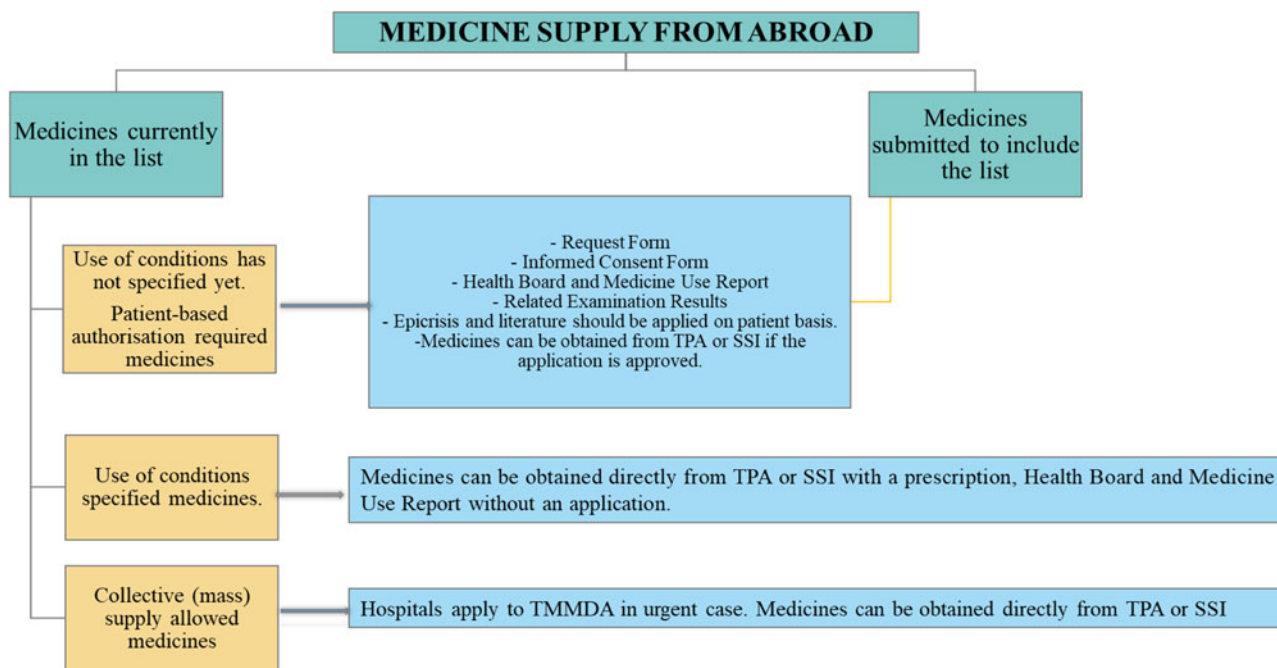 MEDICINE SUPPLY FROM ABROAD
Medicines currently
in the list
Medicines
submitted to include
the list
Use of conditions has
not specified yet.
Patient-based
authorisation required
medicines
- Request Form
- Informed Consent Form
- Health Board and Medicine Use Report
- Related Examination Results
- Epicrisis and literature should be applied on patient basis.
-Medicines can be obtained from TPA or SSI if the
application is approved.
Use of conditions
specified medicines.
Medicines can be obtained directly from TPA or SSI with a prescription, Health Board and Medicine
Use Report without an application.
Collective (mass)
supply allowed
medicines
Hospitals apply to TMMDA in urgent case. Medicines can be obtained directly from TPA or SSI